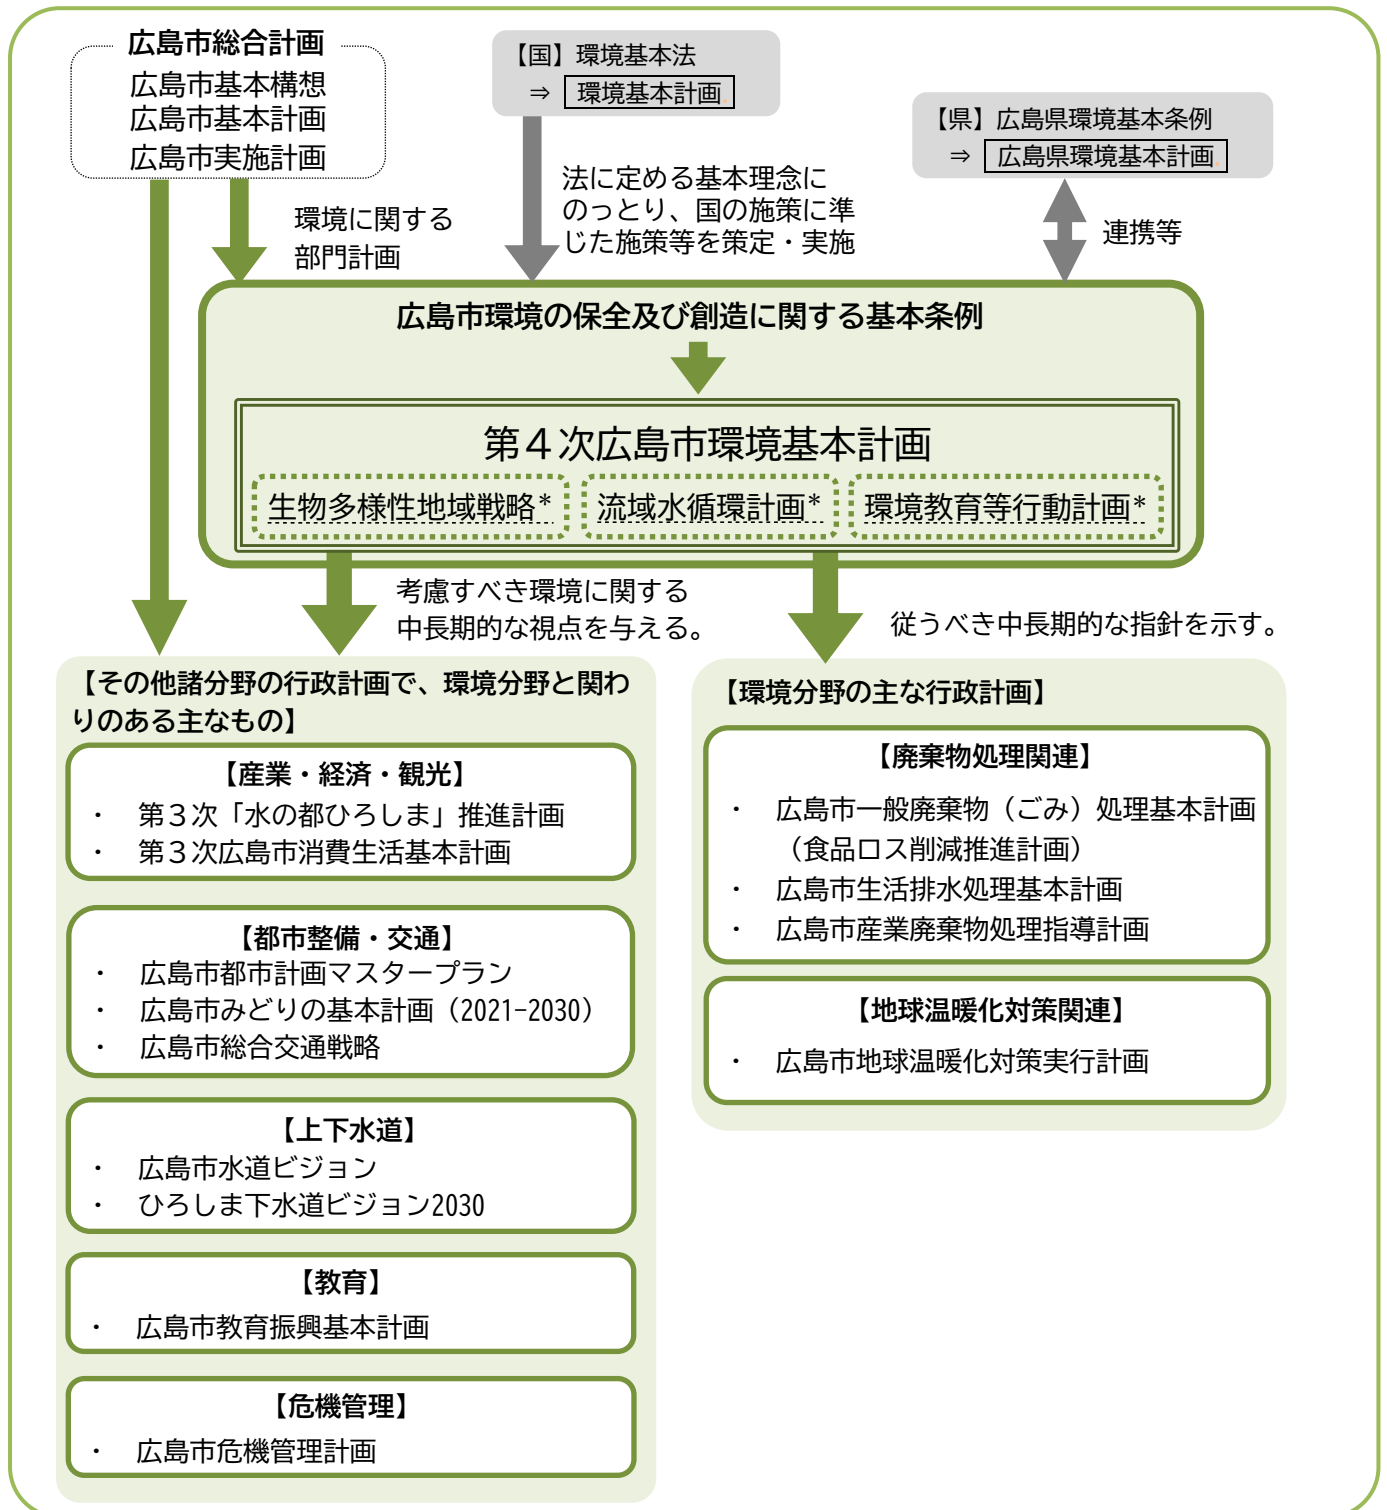 広島市総合計画
広島市基本構想
広島市基本計画
広島市実施計画
【国】環境基本法
⇒ 環境基本計画
【県】広島県環境基本条例
⇒ 広島県環境基本計画
環境に関する
部門計画
法に定める基本理念に
のっとり、国の施策に準
じた施策等を策定・実施
連携等
広島市環境の保全及び創造に関する基本条例
第４次広島市環境基本計画
生物多様性地域戦略* 流域水循環計画* 環境教育等行動計画*
考慮すべき環境に関する
中長期的な視点を与える。
従うべき中長期的な指針を示す。
【その他諸分野の行政計画で、環境分野と関わ
りのある主なもの】
【産業・経済・観光】
・ 第３次「水の都ひろしま」推進計画
・ 第３次広島市消費生活基本計画
【都市整備・交通】
・ 広島市都市計画マスタープラン
・ 広島市みどりの基本計画（2021-2030）
・ 広島市総合交通戦略
【上下水道】
・ 広島市水道ビジョン
・ ひろしま下水道ビジョン2030
【教育】
・ 広島市教育振興基本計画
【危機管理】
・ 広島市危機管理計画
【環境分野の主な行政計画】
【廃棄物処理関連】
・ 広島市一般廃棄物（ごみ）処理基本計画
（食品ロス削減推進計画）
・ 広島市生活排水処理基本計画
・ 広島市産業廃棄物処理指導計画
【地球温暖化対策関連】
・ 広島市地球温暖化対策実行計画